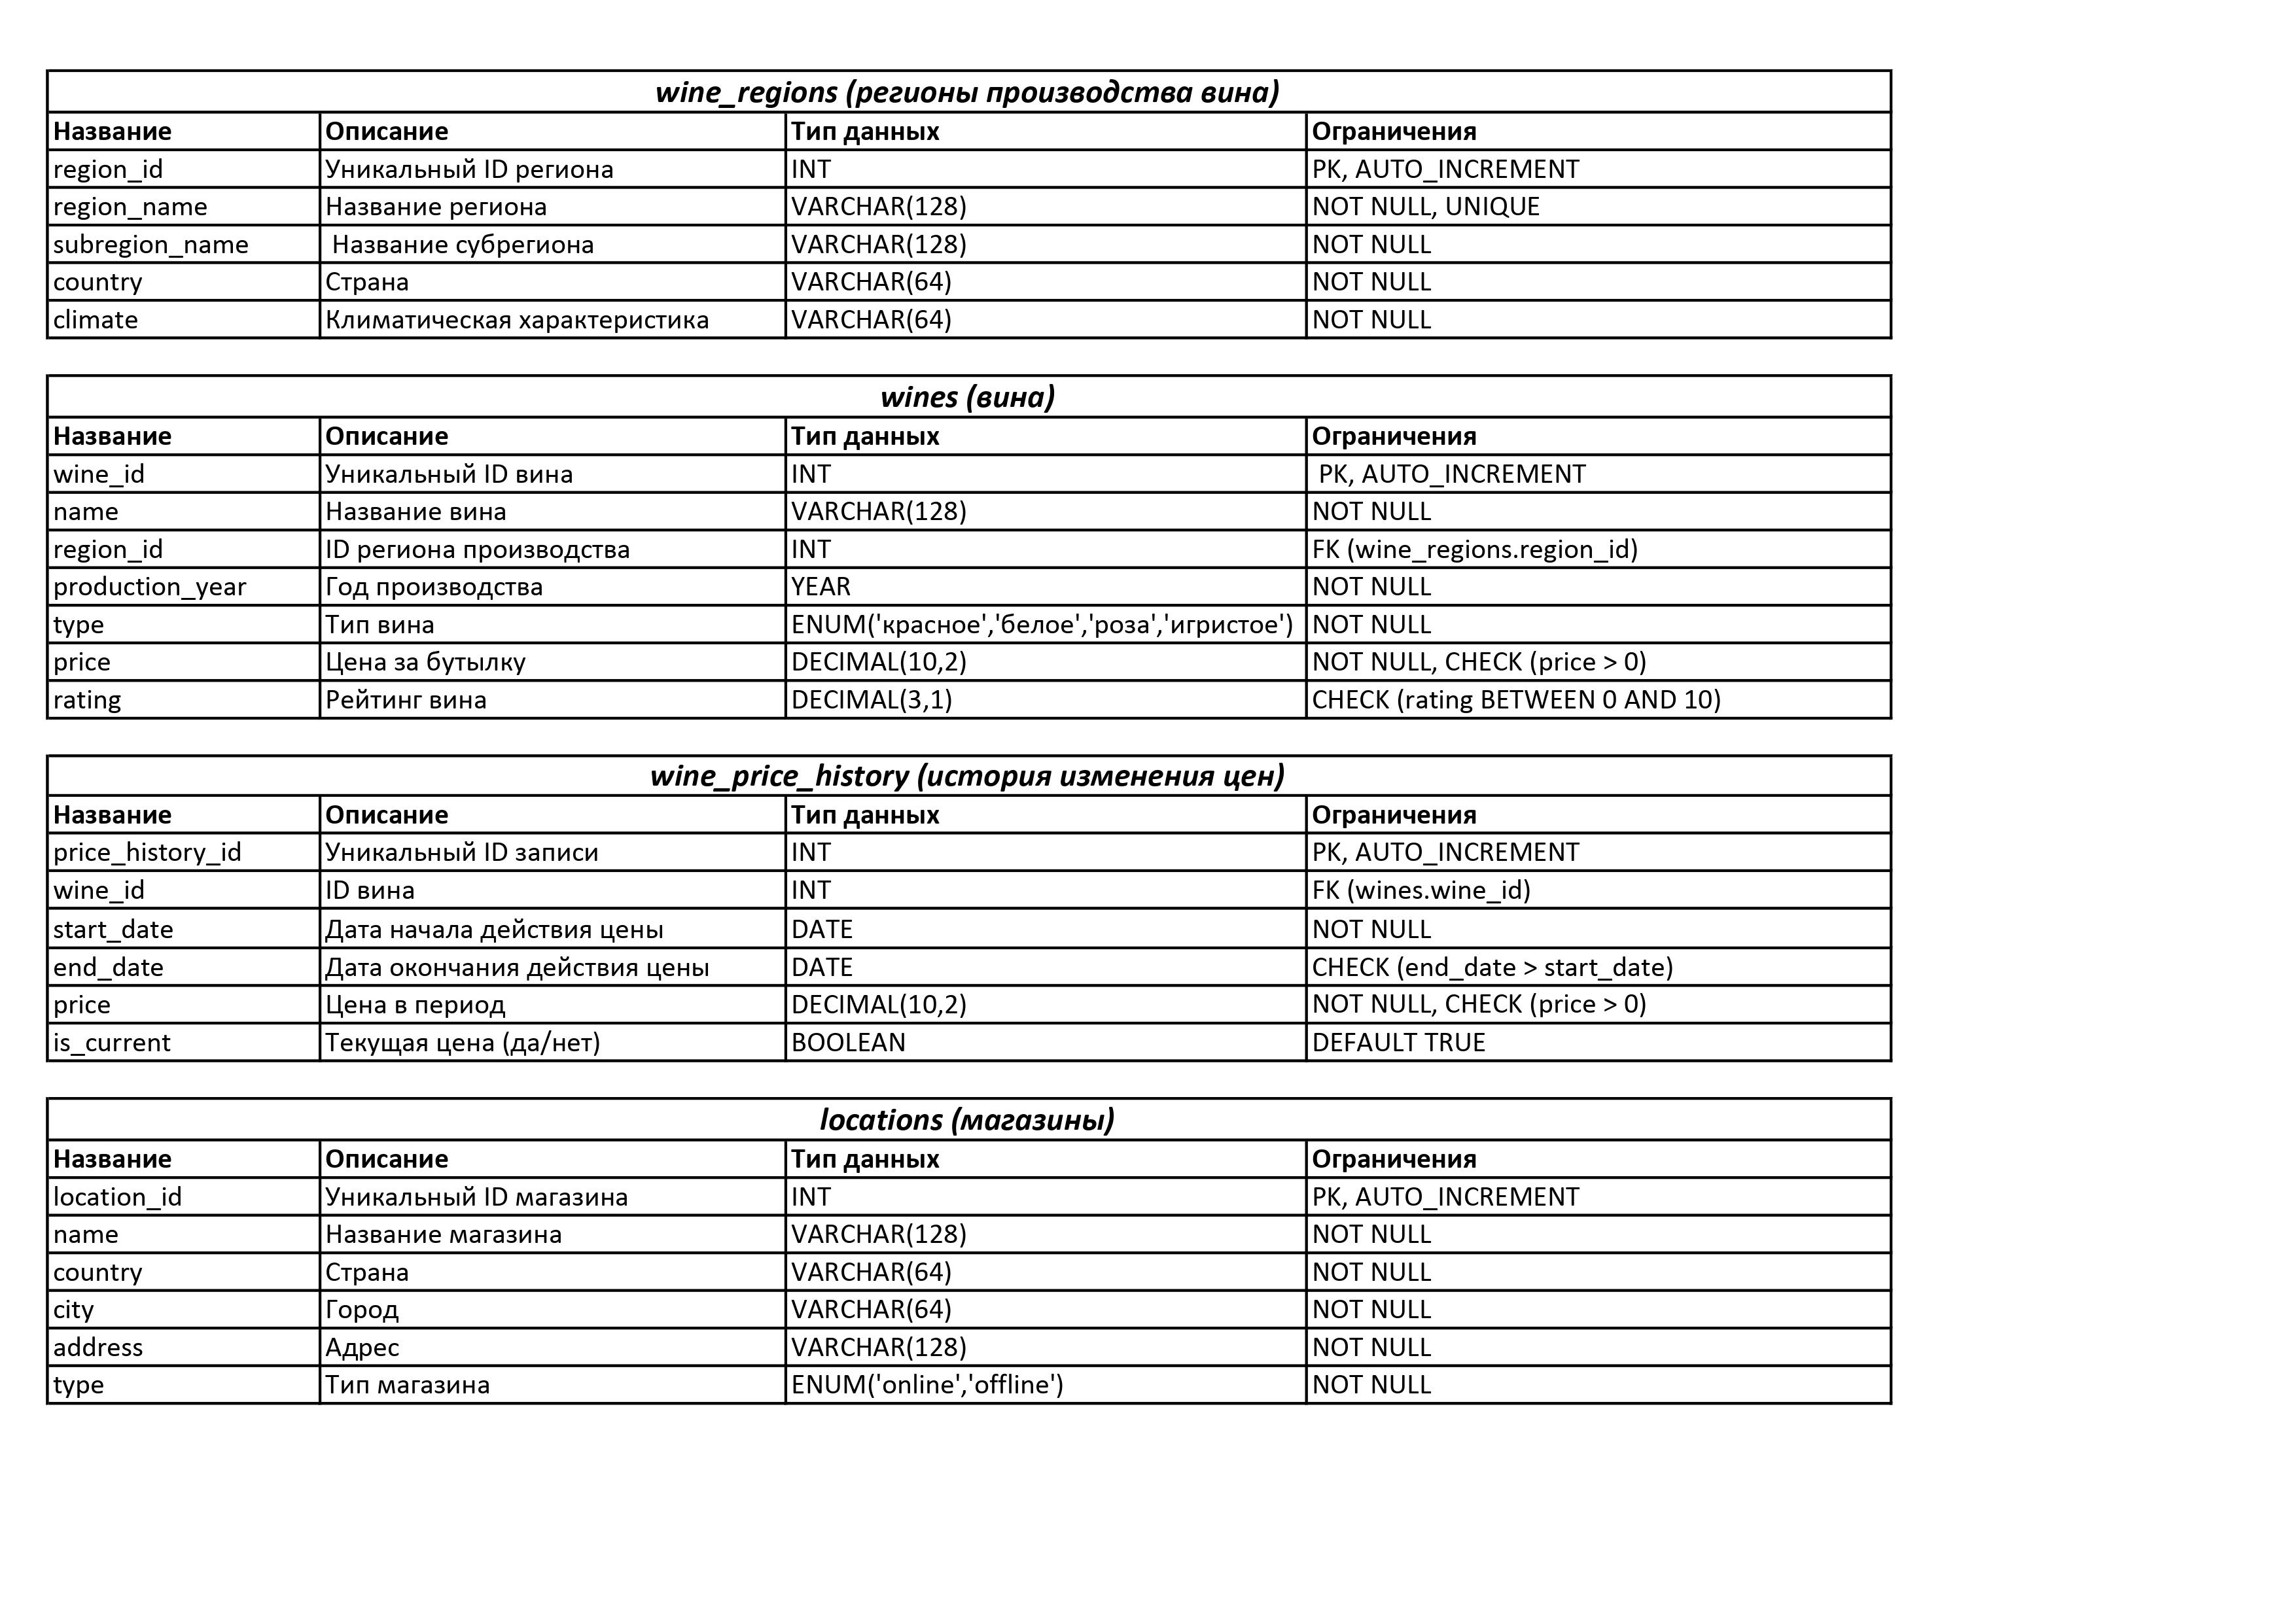 wine_regions (регионы производства вина)
Название Описание Тип данных Ограничения
region_id Уникальный ID региона INT PK, AUTO_INCREMENT
region_name Название региона VARCHAR(128) NOT NULL, UNIQUE
subregion_name Название субрегиона VARCHAR(128) NOT NULL
country Страна VARCHAR(64) NOT NULL
climate Климатическая характеристика VARCHAR(64) NOT NULL
wines (вина)
Название Описание Тип данных Ограничения
wine_id Уникальный ID вина INT PK, AUTO_INCREMENT
name Название вина VARCHAR(128) NOT NULL
region_id ID региона производства INT FK (wine_regions.region_id)
production_year Год производства YEAR NOT NULL
type Тип вина ENUM('красное','белое','роза','игристое') NOT NULL
price Цена за бутылку DECIMAL(10,2) NOT NULL, CHECK (price > 0)
rating Рейтинг вина DECIMAL(3,1) CHECK (rating BETWEEN 0 AND 10)
wine_price_history (история изменения цен)
Название Описание Тип данных Ограничения
price_history_id Уникальный ID записи INT PK, AUTO_INCREMENT
wine_id ID вина INT FK (wines.wine_id)
start_date Дата начала действия цены DATE NOT NULL
end_date Дата окончания действия цены DATE CHECK (end_date > start_date)
price Цена в период DECIMAL(10,2) NOT NULL, CHECK (price > 0)
is_current Текущая цена (да/нет) BOOLEAN DEFAULT TRUE
locations (магазины)
Название Описание Тип данных Ограничения
location_id Уникальный ID магазина INT PK, AUTO_INCREMENT
name Название магазина VARCHAR(128) NOT NULL
country Страна VARCHAR(64) NOT NULL
city Город VARCHAR(64) NOT NULL
address Адрес VARCHAR(128) NOT NULL
type Тип магазина ENUM('online','offline') NOT NULL